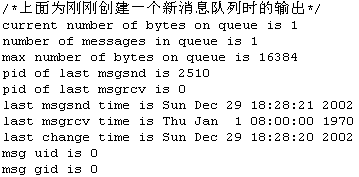 /*上面为刚刚创建一个新消息队列时的输出*/
current number of bytes on queue is 1
number of messages in queue is 1
max number of bytes on queue is 16384
pid of last msgsnd is 2510
pid of last msgrcv is 0
last msgsnd time is Sun Dec 29 18:28:21 2002
last msgrcv time is Thu Jan  1 08:00:00 1970
last change time is Sun Dec 29 18:28:20 2002
msg uid is 0
msg gid is 0